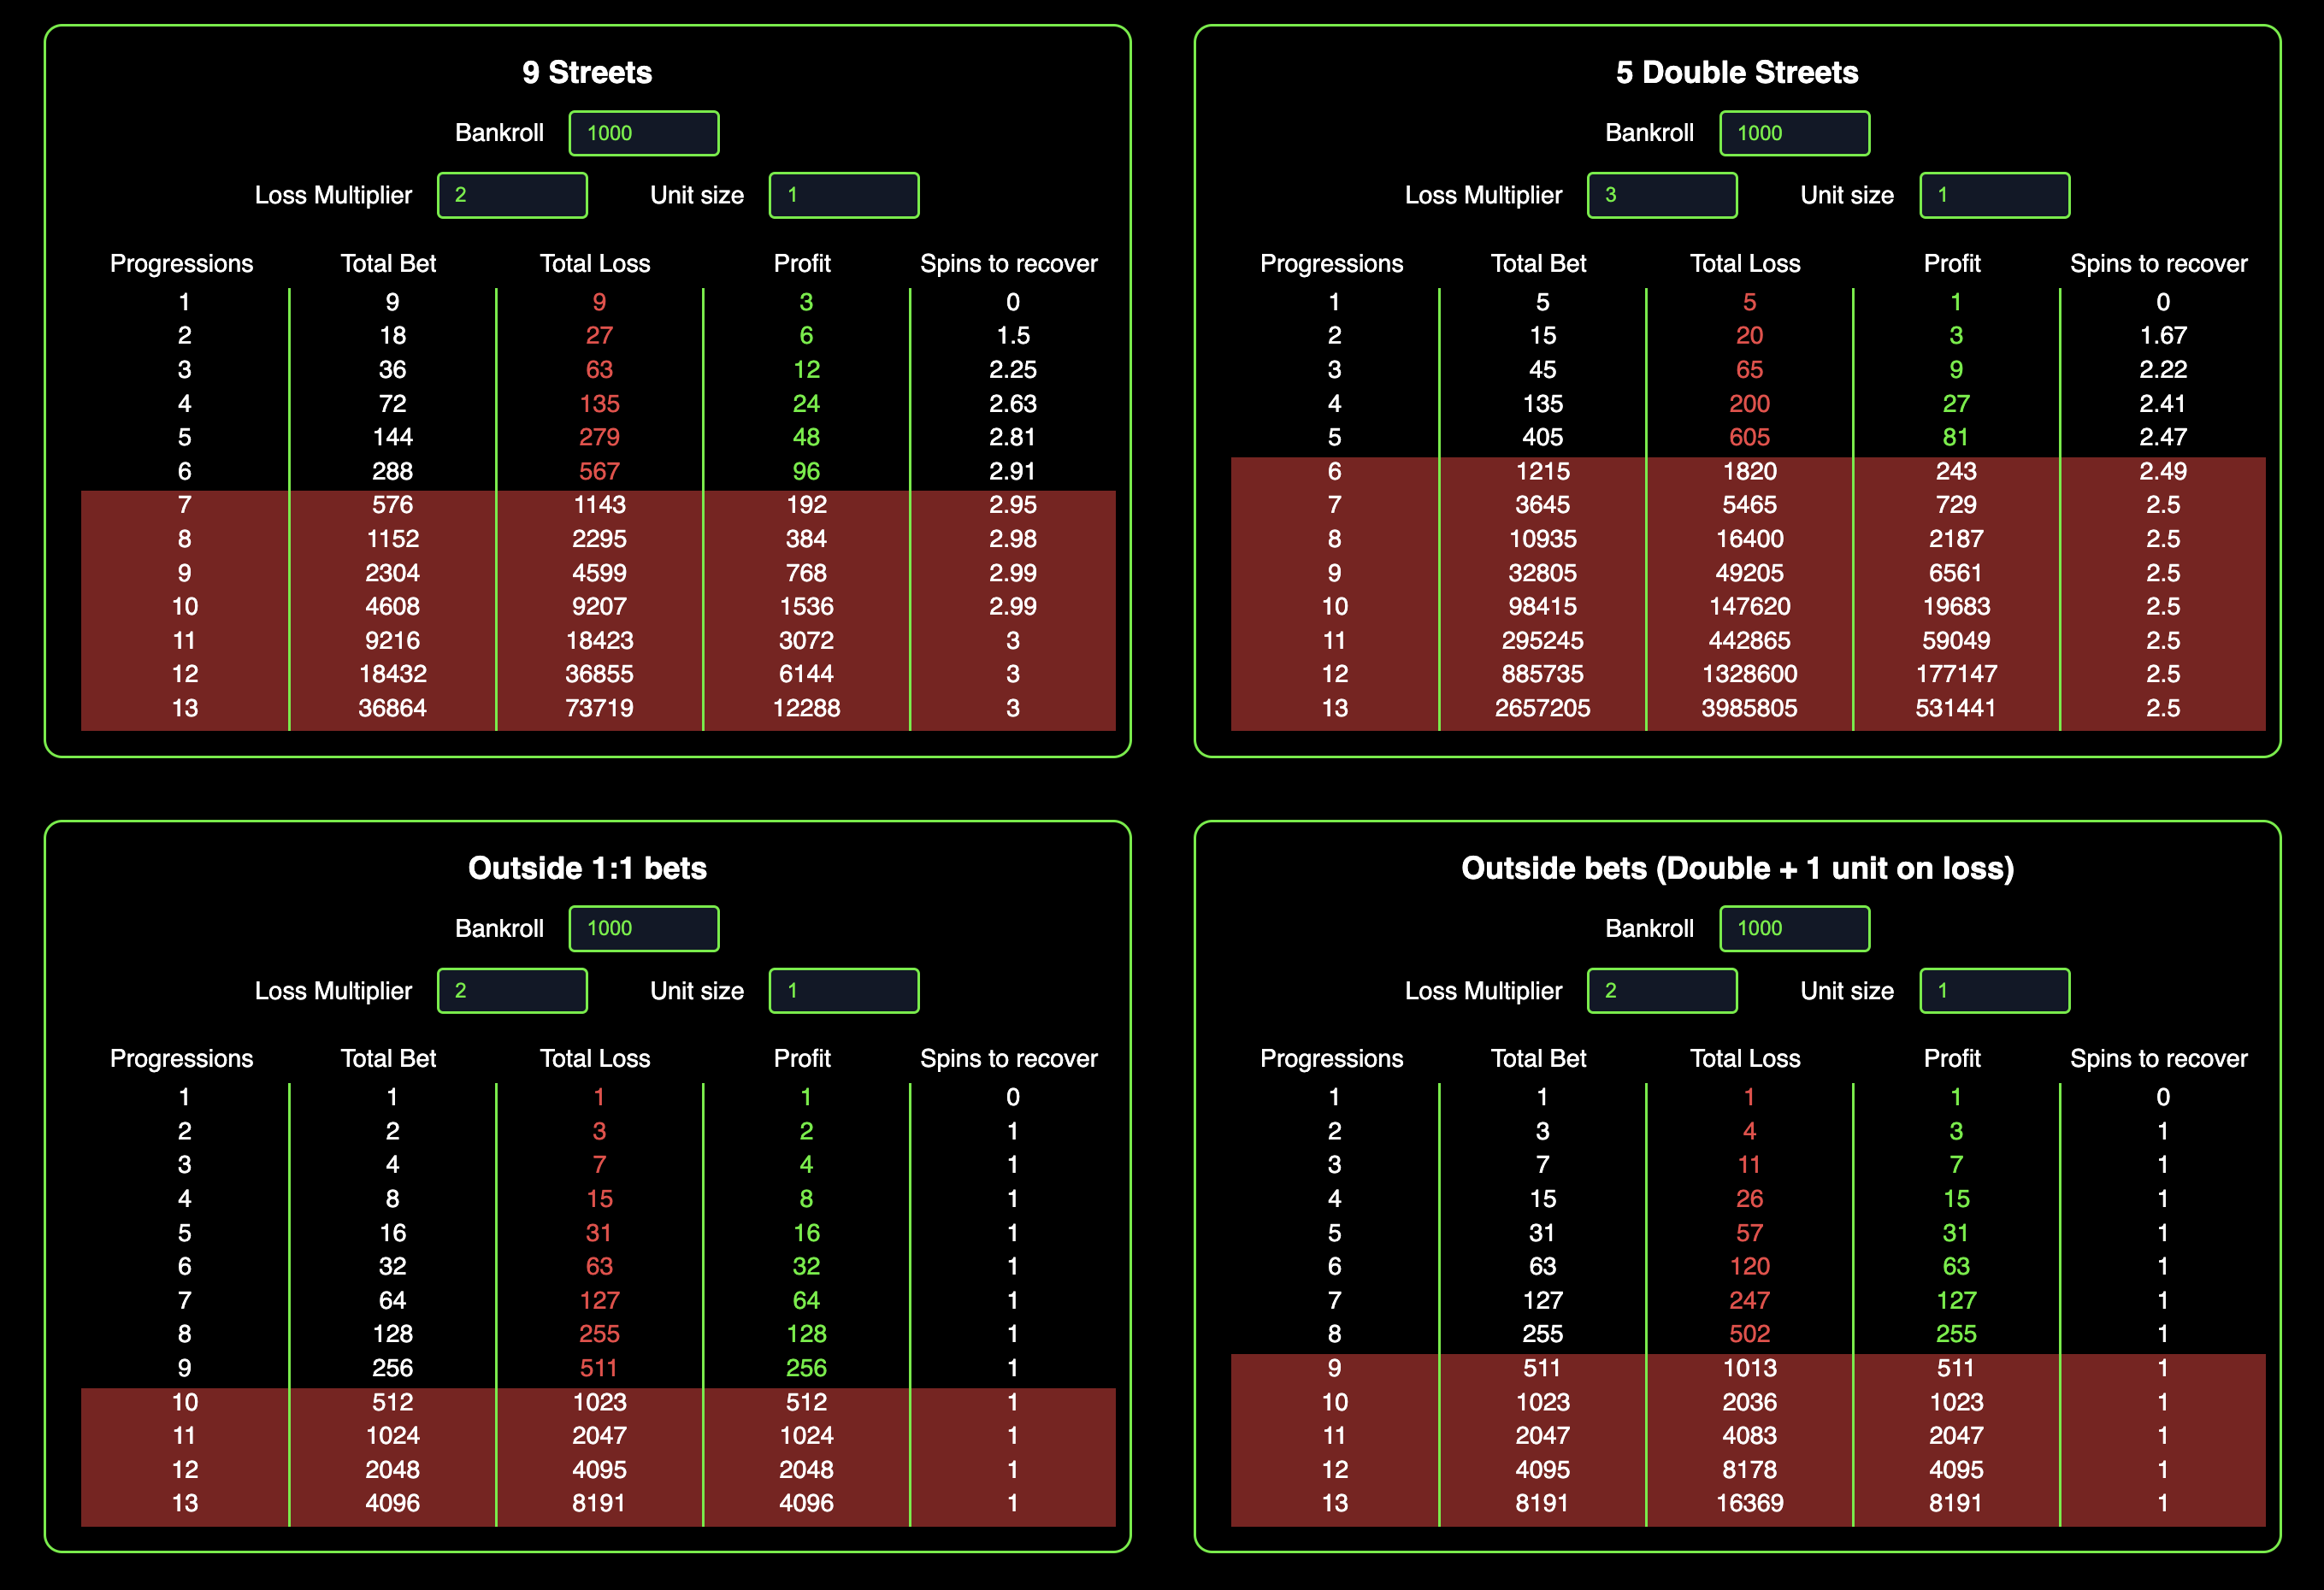 9 Streets
Bankroll 1000
Loss Multiplier 2 Unit size 1
Progressions Total Bet Total Loss Profit Spins to recover
1 9 9 3 0
2 18 27 6 1.5
3 36 63 12 2.25
4 72 135 24 2.63
5 144 279 48 2.81
6 288 567 96 2.91
7 576 1143 192 2.95
8 1152 2295 384 2.98
9 2304 4599 768 2.99
10 4608 9207 1536 2.99
11 9216 18423 3072 3
12 18432 36855 6144 3
13 36864 73719 12288 3
5 Double Streets
Bankroll 1000
Loss Multiplier 3 Unit size 1
Progressions Total Bet Total Loss Profit Spins to recover
1 5 5 1 0
2 15 20 3 1.67
3 45 65 9 2.22
4 135 200 27 2.41
5 405 605 81 2.47
6 1215 1820 243 2.49
7 3645 5465 729 2.5
8 10935 16400 2187 2.5
9 32805 49205 6561 2.5
10 98415 147620 19683 2.5
11 295245 442865 59049 2.5
12 885735 1328600 177147 2.5
13 2657205 3985805 531441 2.5
Outside 1:1 bets
Bankroll 1000
Loss Multiplier 2 Unit size 1
Progressions Total Bet Total Loss Profit Spins to recover
1 1 1 1 0
2 2 3 2 1
3 4 7 4 1
4 8 15 8 1
5 16 31 16 1
6 32 63 32 1
7 64 127 64 1
8 128 255 128 1
9 256 511 256 1
10 512 1023 512 1
11 1024 2047 1024 1
12 2048 4095 2048 1
13 4096 8191 4096 1
Outside bets (Double + 1 unit on loss)
Bankroll 1000
Loss Multiplier 2 Unit size 1
Progressions Total Bet Total Loss Profit Spins to recover
1 1 1 1 0
2 3 4 3 1
3 7 11 7 1
4 15 26 15 1
5 31 57 31 1
6 63 120 63 1
7 127 247 127 1
8 255 502 255 1
9 511 1013 511 1
10 1023 2036 1023 1
11 2047 4083 2047 1
12 4095 8178 4095 1
13 8191 16369 8191 1